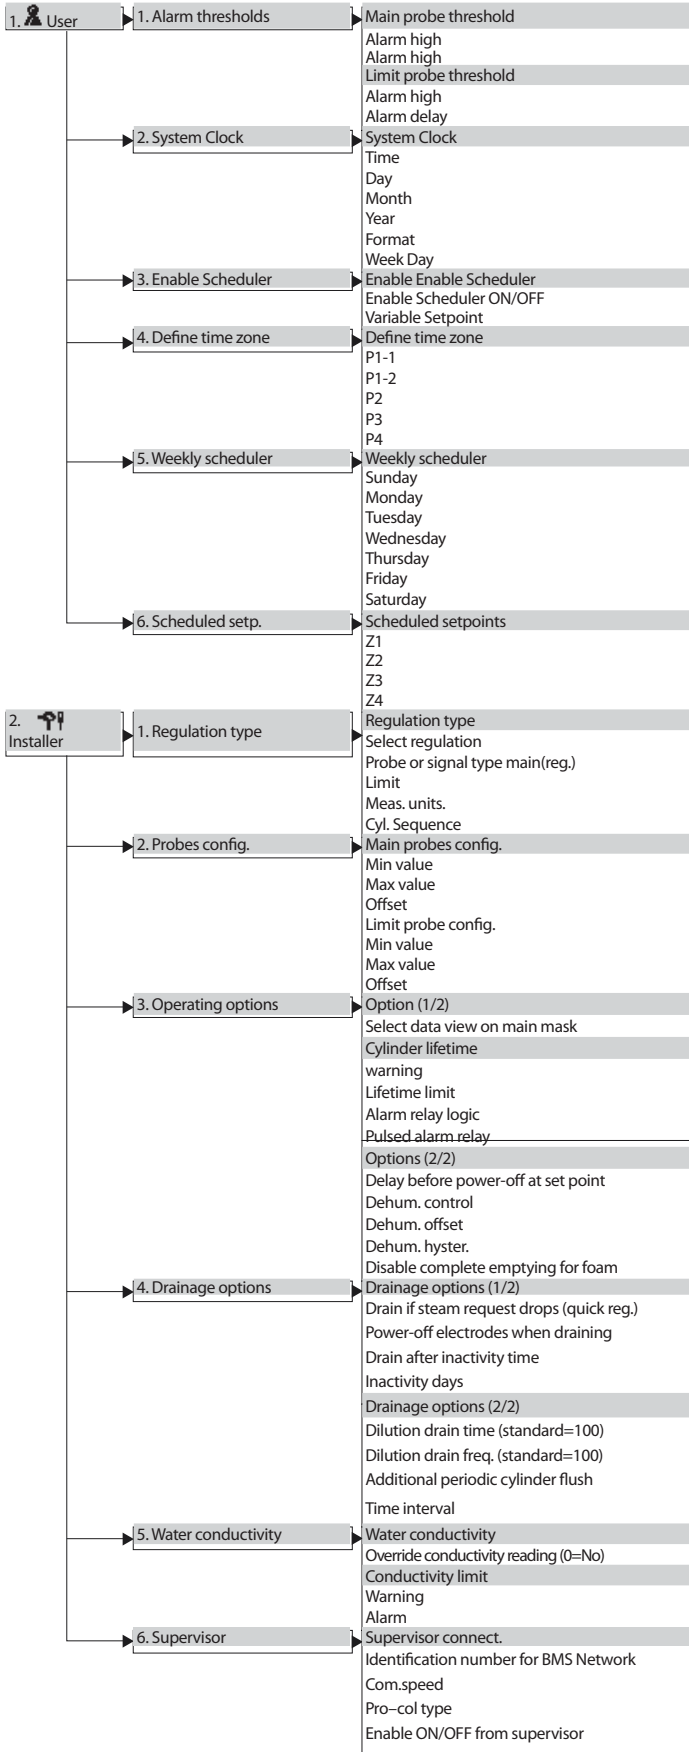 1. User
1. Alarm thresholds
Main probe threshold
Alarm high
Alarm high
Limit probe threshold
Alarm high
Alarm delay
2. System Clock
System Clock
Time
Day
Month
Year
Format
Week Day
3. Enable Scheduler
Enable Enable Scheduler
Enable Scheduler ON/OFF
Variable Setpoint
4. Define time zone
Define time zone
P1-1
P1-2
P2
P3
P4
5. Weekly scheduler
Weekly scheduler
Sunday
Monday
Tuesday
Wednesday
Thursday
Friday
Saturday
6. Scheduled setp.
Scheduled setpoints
Z1
Z2
Z3
Z4
2.
Installer
1. Regulation type
Regulation type
Select regulation
Probe or signal type main(reg.)
Limit
Meas. units.
Cyl. Sequence
2. Probes config.
Main probes config.
Min value
Max value
Offset
Limit probe config.
Min value
Max value
Offset
3. Operating options
Option (1/2)
Select data view on main mask
Cylinder lifetime
warning
Lifetime limit
Alarm relay logic
Pulsed alarm relay
Options (2/2)
Delay before power-off at set point
Dehum. control
Dehum. offset
Dehum. hyster.
Disable complete emptying for foam
4. Drainage options
Drainage options (1/2)
Drain if steam request drops (quick reg.)
Power-off electrodes when draining
Drain after inactivity time
Inactivity days
Drainage options (2/2)
Dilution drain time (standard=100)
Dilution drain freq. (standard=100)
Additional periodic cylinder flush
Time interval
5. Water conductivity
Water conductivity
Override conductivity reading (0=No)
Conductivity limit
Warning
Alarm
6. Supervisor
Supervisor connect.
Identification number for BMS Network
Com.speed
Pro–col type
Enable ON/OFF from supervisor